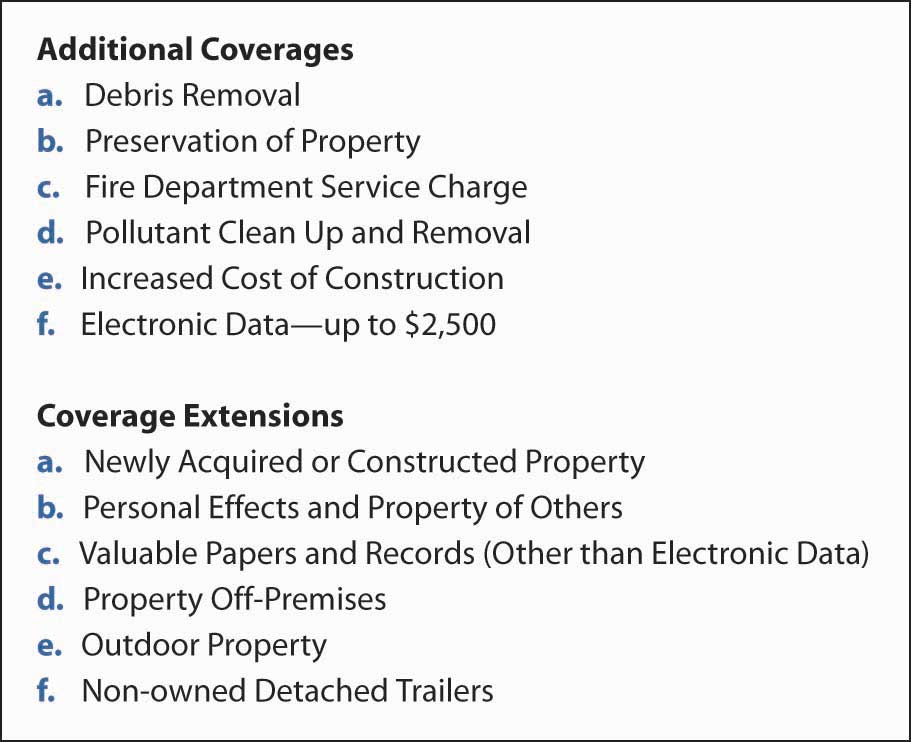 Additional Coverages
a. Debris Removal
b. Preservation of Property
c. Fire Department Service Charge
d. Pollutant Clean Up and Removal
e. Increased Cost of Construction
f. Electronic Data—up to $2,500
Coverage Extensions
a. Newly Acquired or Constructed Property
b. Personal Effects and Property of Others
c. Valuable Papers and Records (Other than Electronic Data)
d. Property Off-Premises
e. Outdoor Property
f. Non-owned Detached Trailers